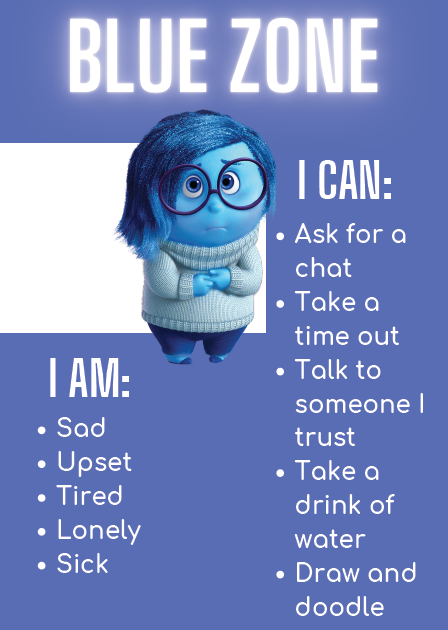 BLUE ZONE
I CAN:
• Ask for a
chat
• Take a
time out
• Talk to
someone I
trust
• Take a
drink of
water
• Draw and
doodle
I AM:
• Sad
• Upset
• Tired
• Lonely
• Sick